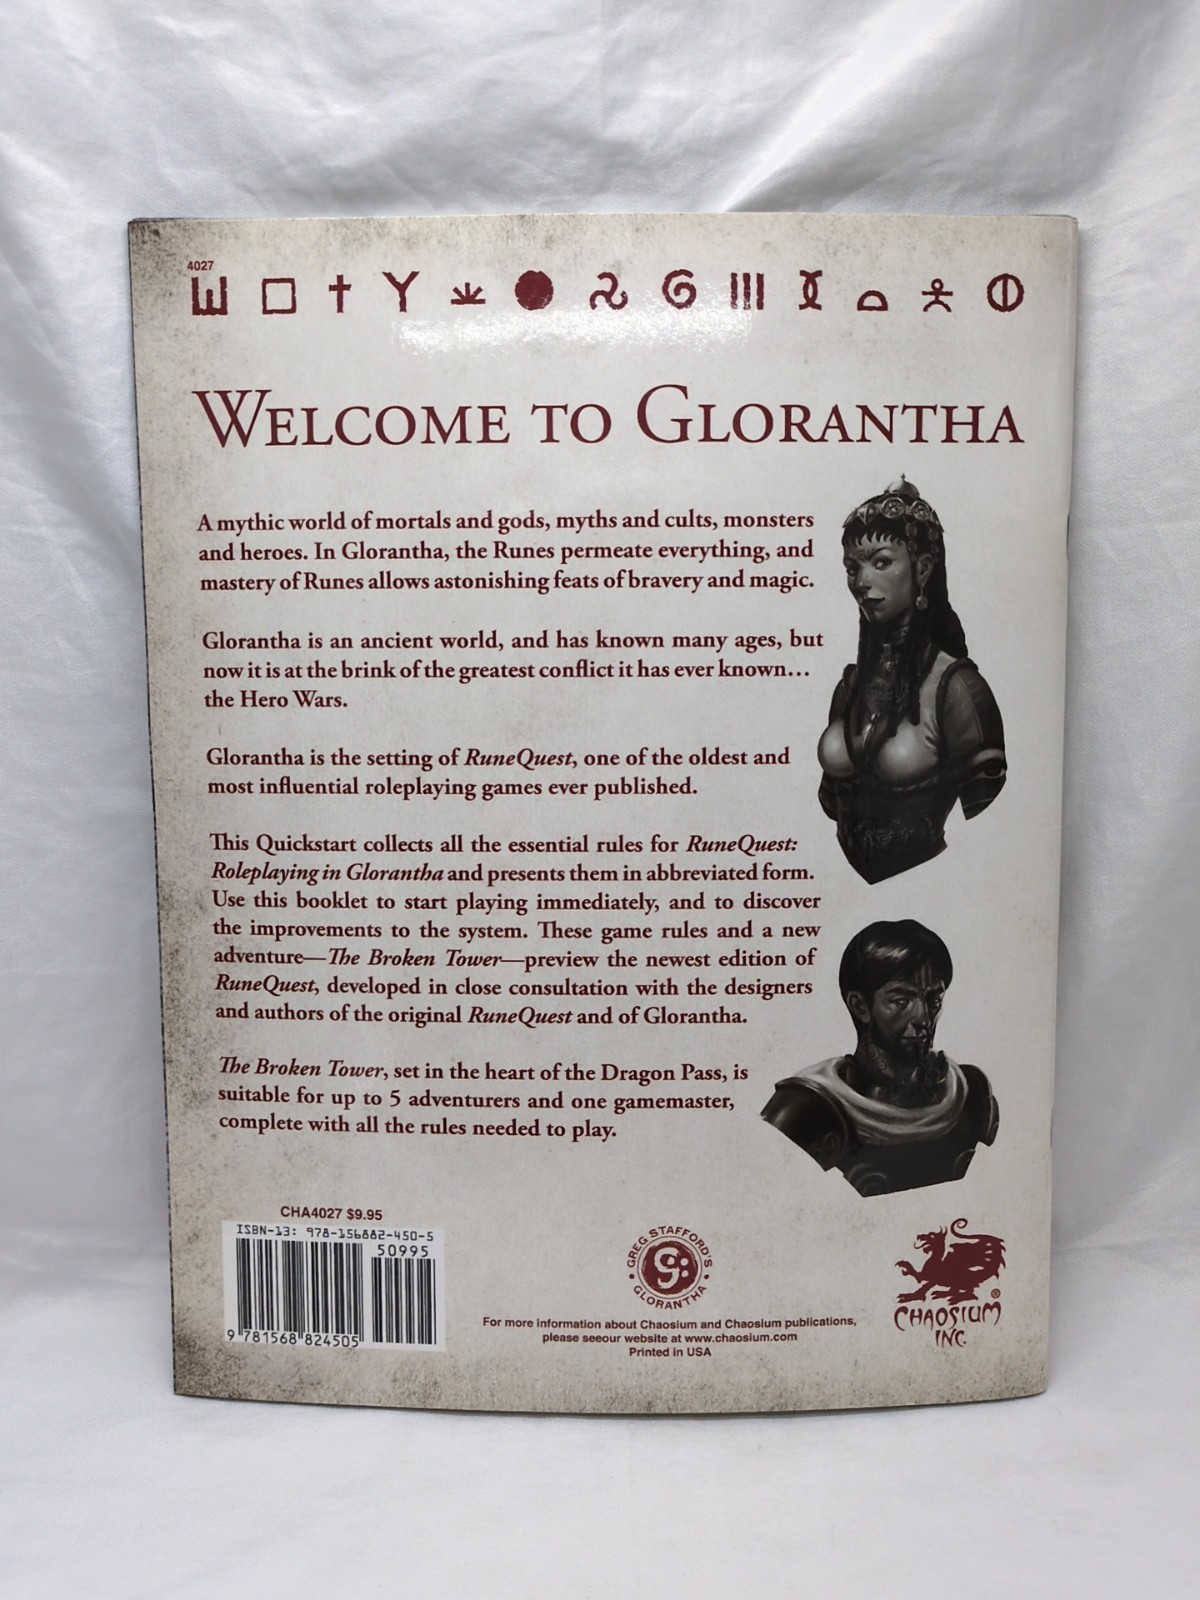 4027
WELCOME TO GLORANTHA
A mythic world of mortals and gods, myths and cults, monsters
and heroes. In Glorantha, the Runes permeate everything, and
mastery of Runes allows astonishing feats of bravery and magic.
Glorantha is an ancient world, and has known many ages, but
now it is at the brink of the greatest conflict it has ever known...
the Hero Wars.
Glorantha is the setting of RuneQuest, one of the oldest and
most influential roleplaying games ever published.
This Quickstart collects all the essential rules for RuneQuest:
Roleplaying in Glorantha and presents them in abbreviated form.
Use this booklet to start playing immediately, and to discover
the improvements to the system. These game rules and a new
adventure—The Broken Tower—preview the newest edition of
RuneQuest, developed in close consultation with the designers
and authors of the original RuneQuest and of Glorantha.
The Broken Tower, set in the heart of the Dragon Pass, is
suitable for up to 5 adventurers and one gamemaster,
complete with all the rules needed to play.
CHA4027 $9.95
ISBN-13: 978-156882-450-5
50995
9 781568 824505
GREG STAFFORD'S
GLORANTHA
For more information about Chaosium and Chaosium publications,
please seeour website at www.chaosium.com
Printed in USA
CHAOSIUM
INC.
®